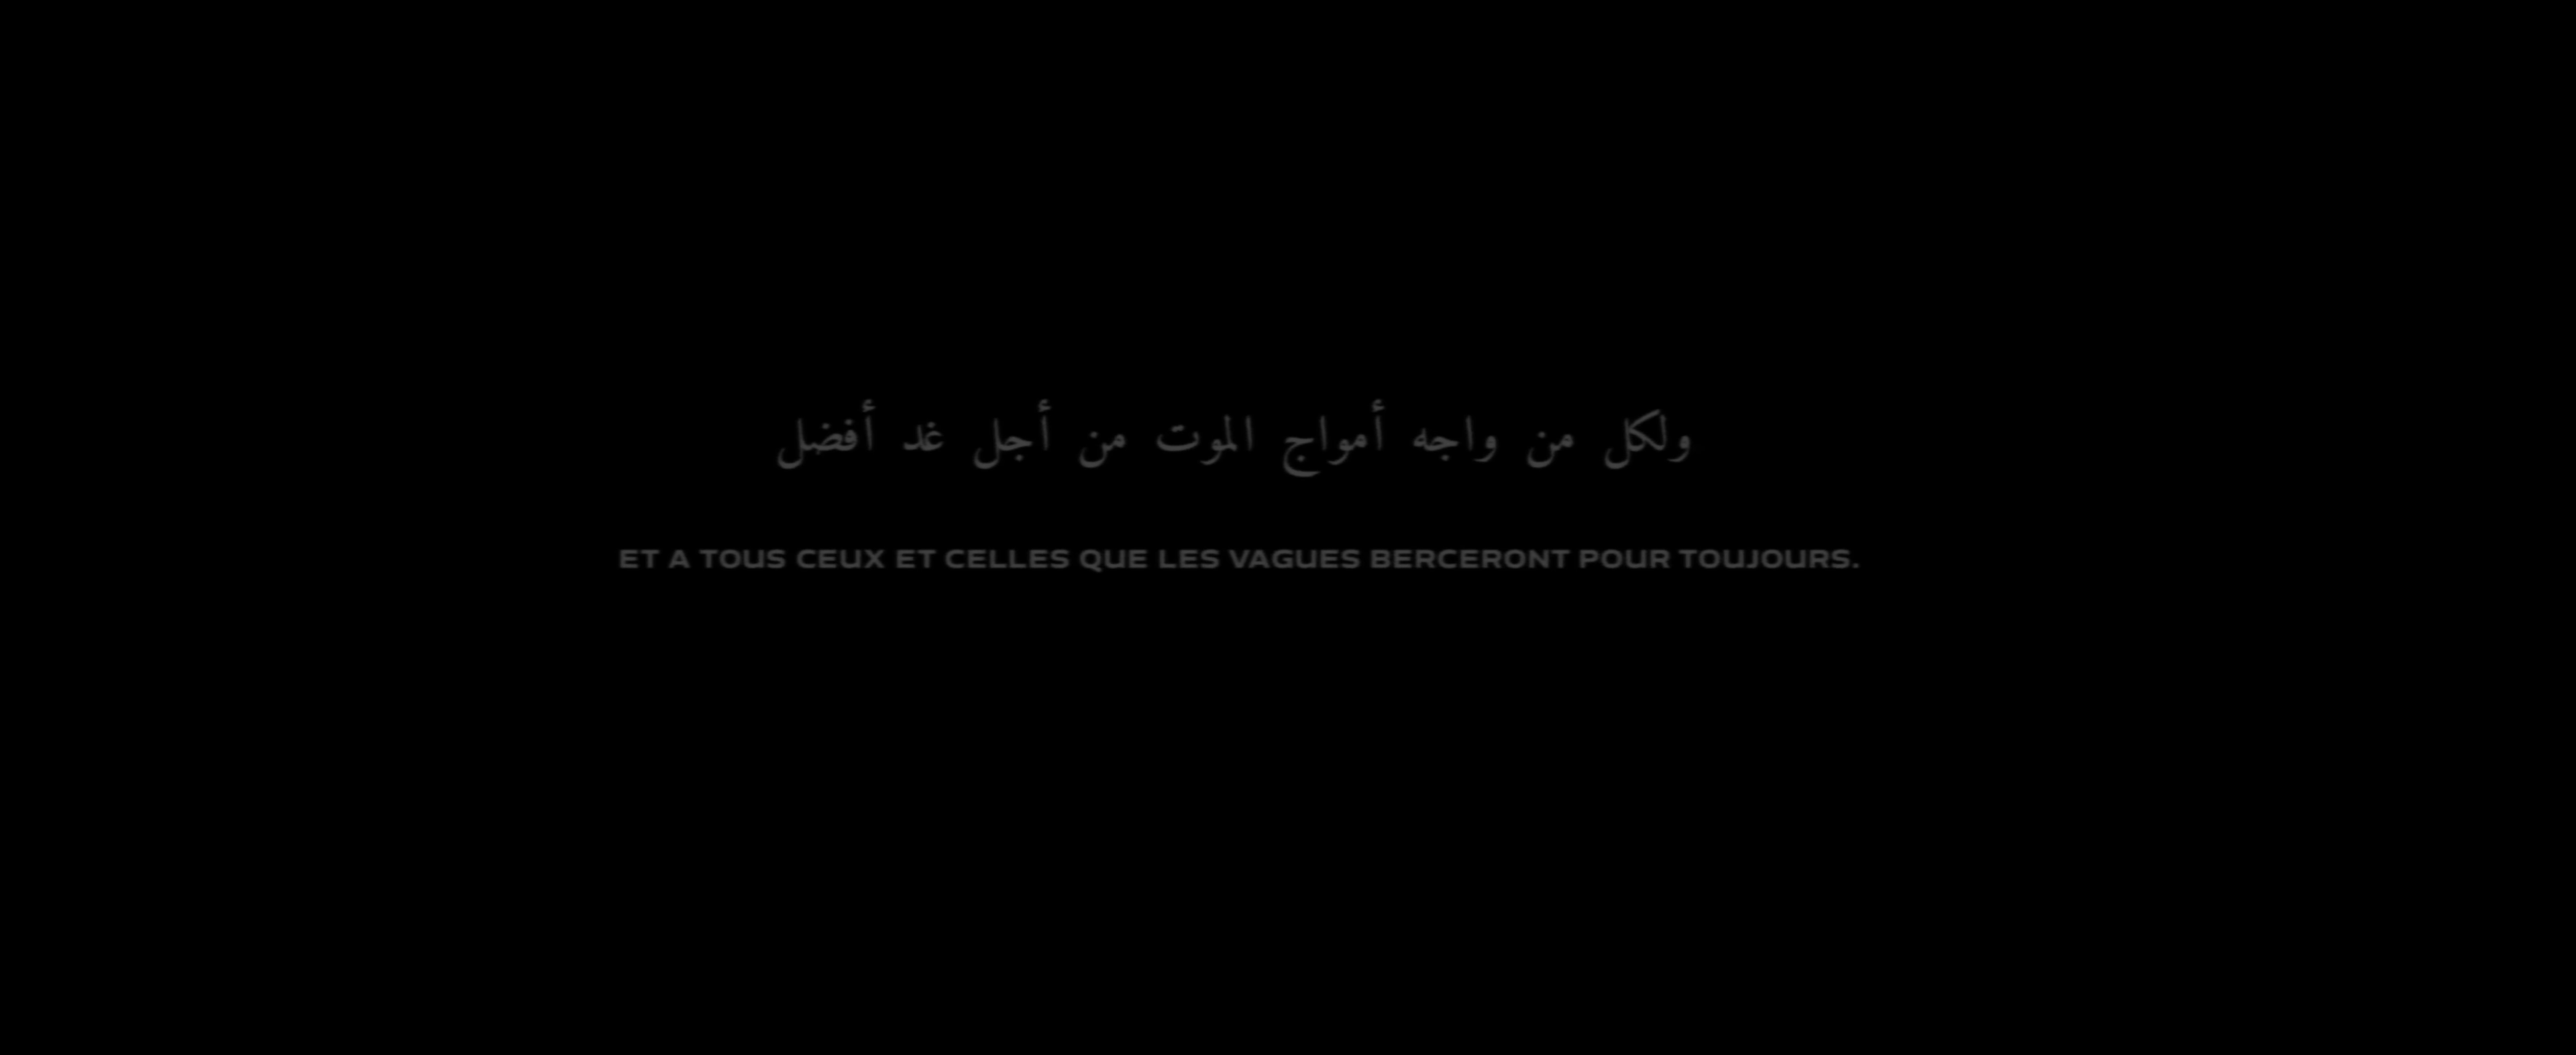 ولكل من واجه أمواج الموت من أجل غد أفضل
ET A TOUS CEUX ET CELLES QUE LES VAGUES BERCERONT POUR TOUJOURS.